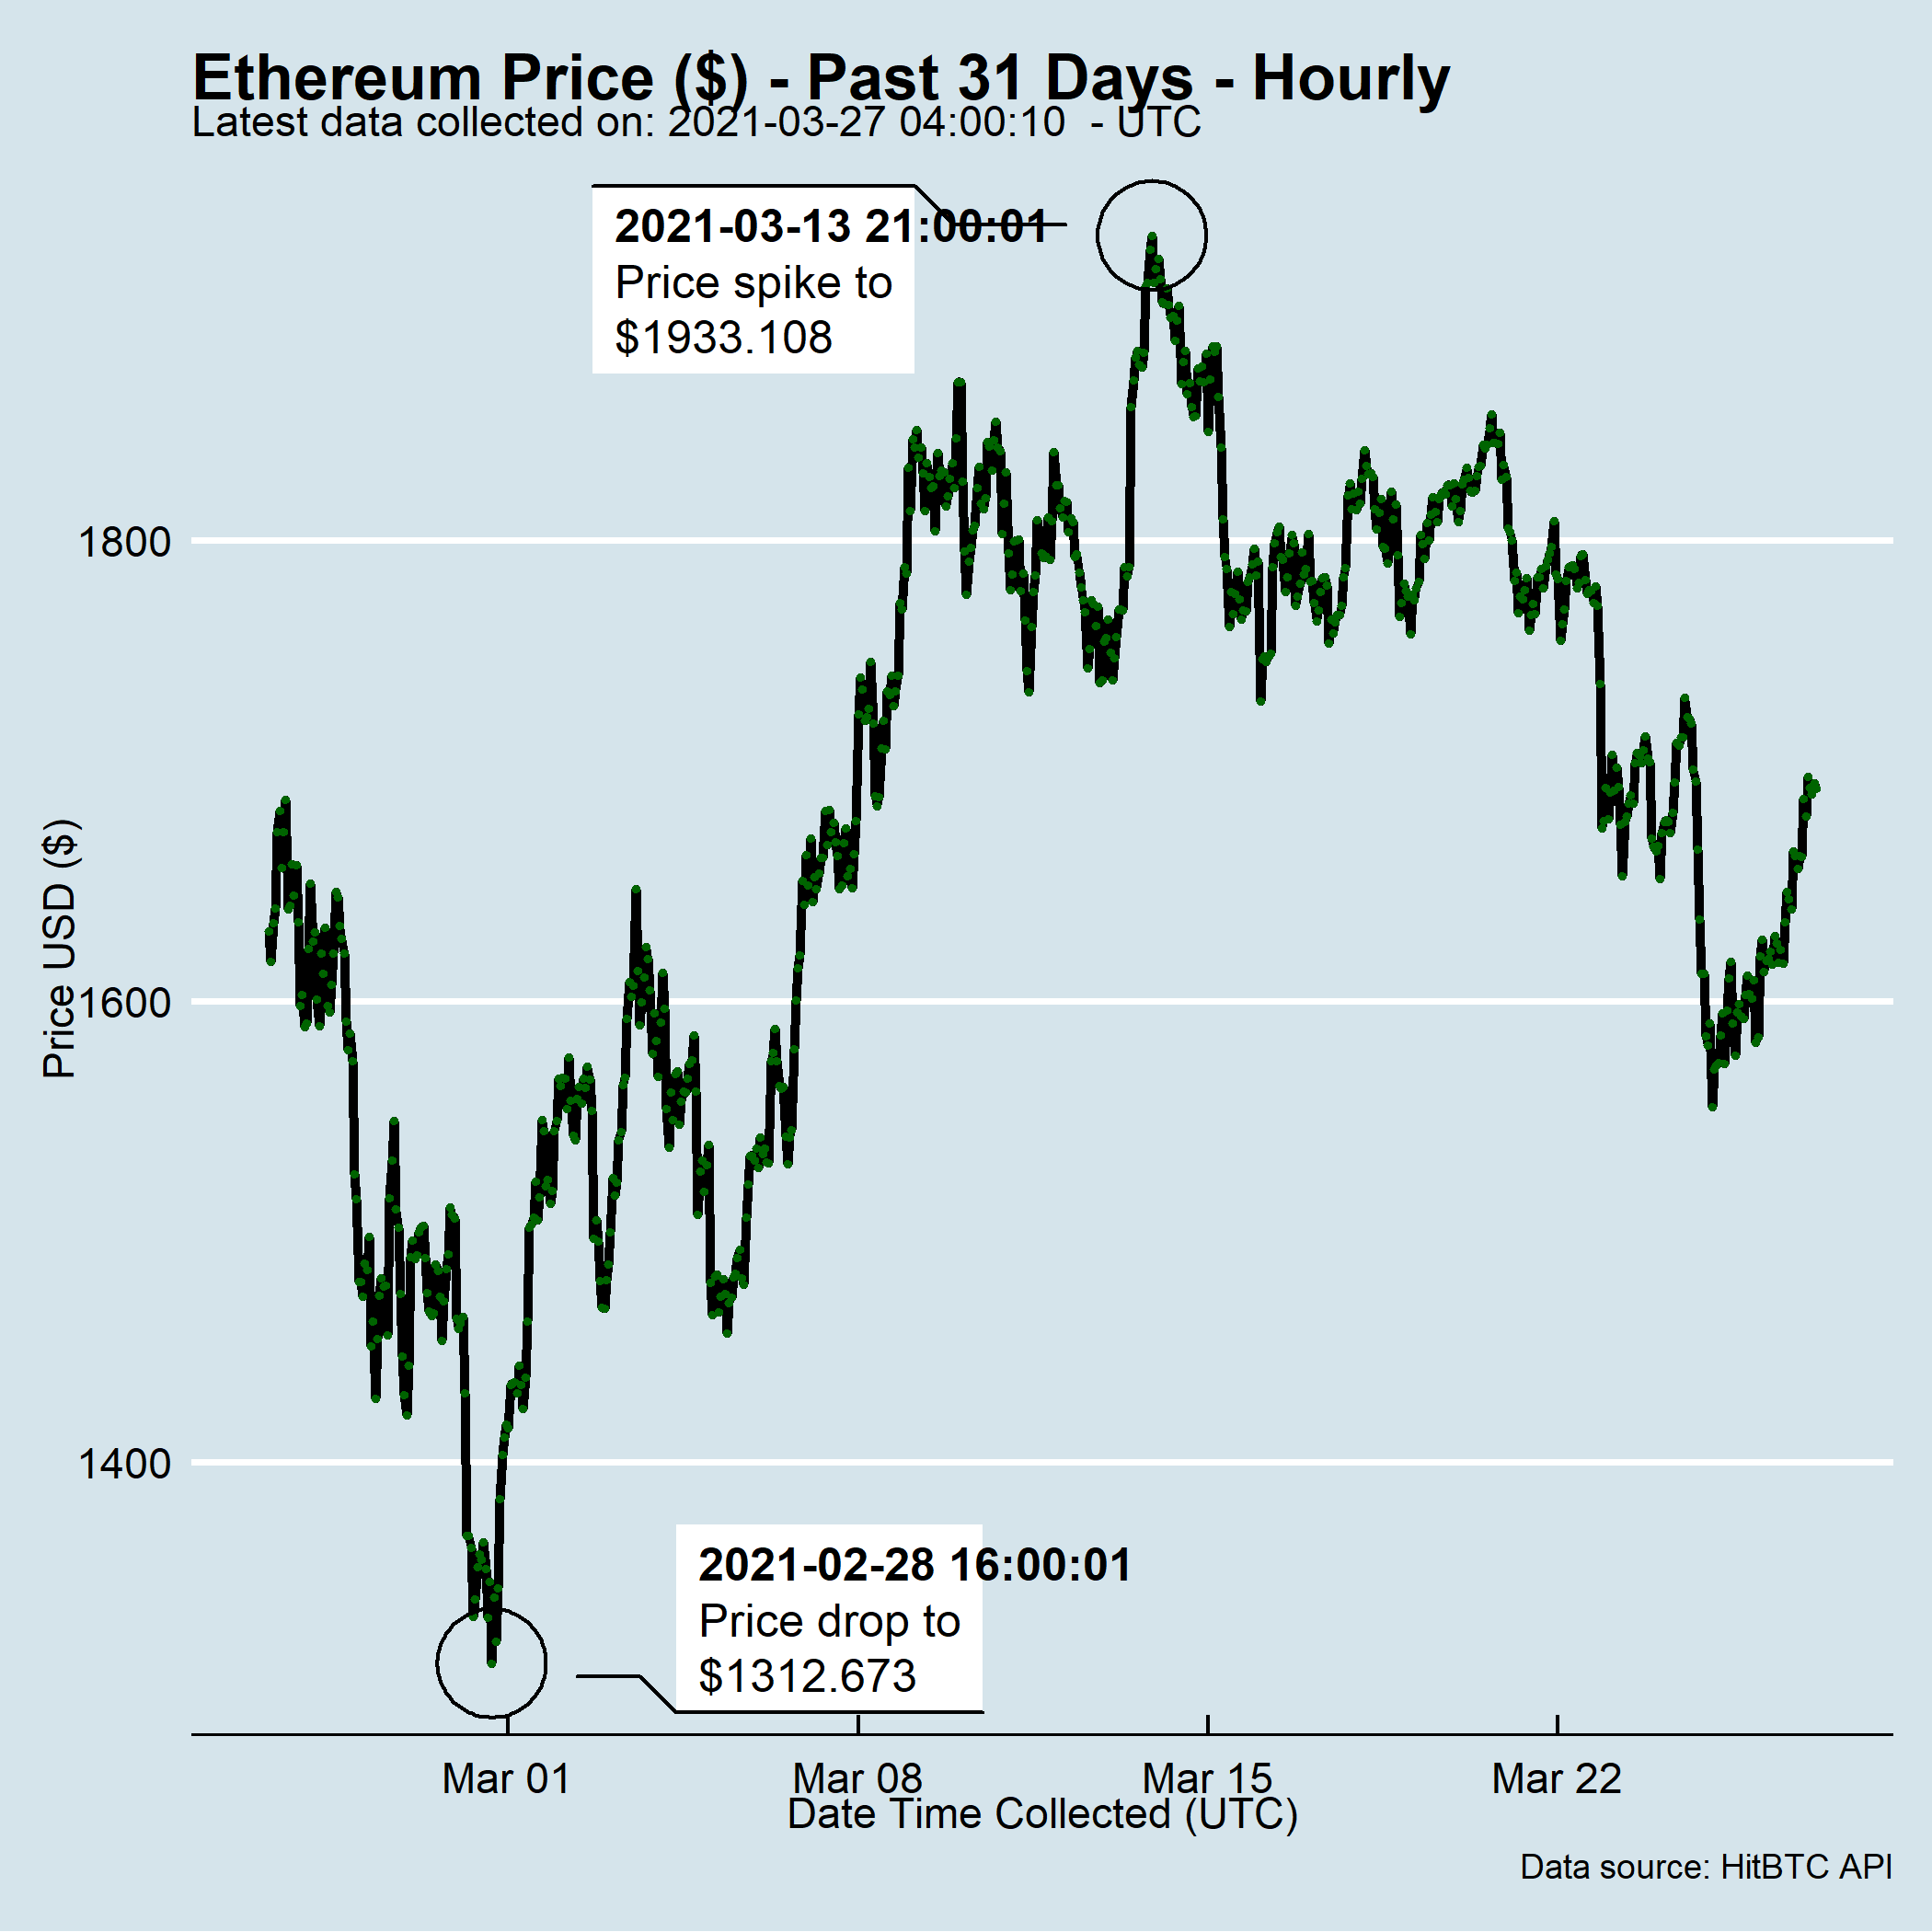 Ethereum Price ($) - Past 31 Days - Hourly
Latest data collected on: 2021-03-27 04:00:10  - UTC
2021-03-13 21:00:01
Price spike to
$1933.108
1800
1600
1400
Price USD ($)
2021-02-28 16:00:01
Price drop to
$1312.673
Mar 01
Mar 08
Mar 15
Mar 22
Date Time Collected (UTC)
Data source: HitBTC API